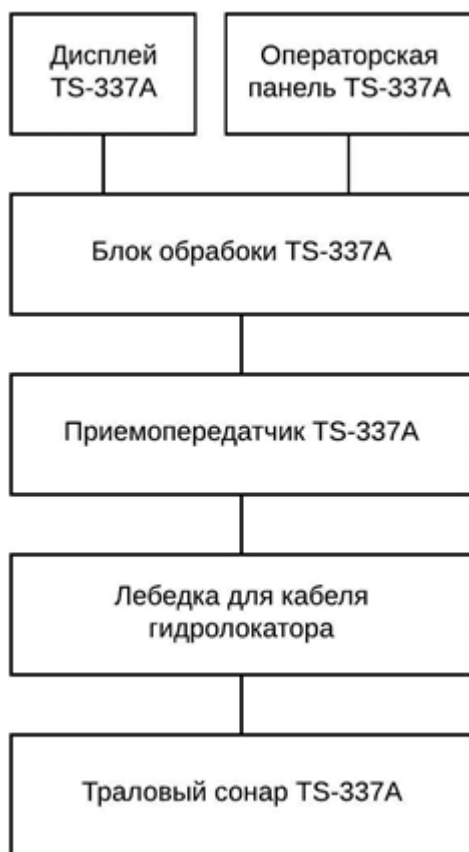 Дисплей
TS-337A
Операторская
панель TS-337A
Блок обрабоки TS-337A
Приемопередатчик TS-337A
Лебедка для кабеля
гидролокатора
Траловый сонар TS-337A